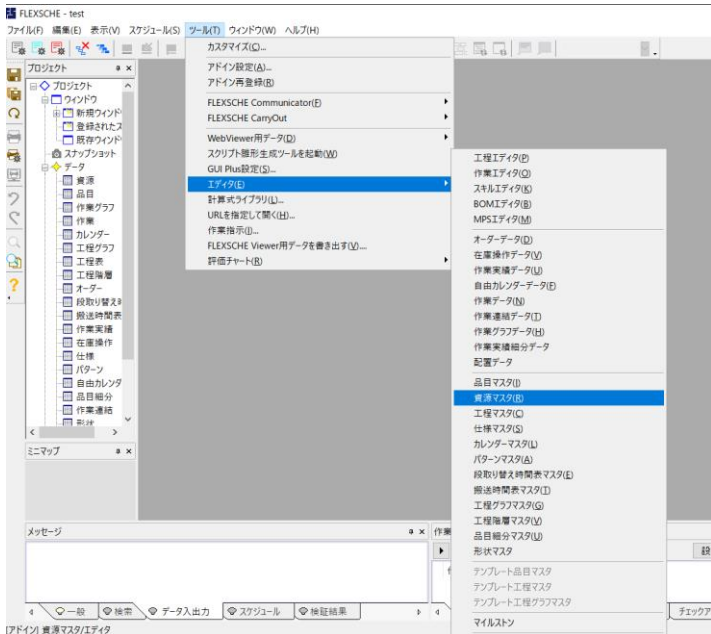 FLEXSCHE - test
ファイル(F) 編集(E) 表示(V) スケジュール(S) ツール(T) ウィンドウ(W) ヘルプ(H)
カスタマイズ(C)...
アドイン設定(A)...
アドイン再登録(R)
FLEXSCHE Communicator(F)
FLEXSCHE CarryOut
WebViewer用データ(D)
スクリプト雛形生成ツールを起動(W)
GUI Plus設定(S)...
エディタ(E)
計算式ライブラリ(L)...
URLを指定して開く(H)...
作業指示(I)...
FLEXSCHE Viewer用データを書き出す(V)...
評価チャート(R)
工程エディタ(P)
作業エディタ(O)
スキルエディタ(K)
BOMエディタ(B)
MPSエディタ(M)
オーダーデータ(D)
在庫操作データ(V)
作業実績データ(U)
自由カレンダーデータ(F)
作業データ(N)
作業連結データ(T)
作業グラフデータ(H)
作業実績細分データ
配置データ
品目マスタ(I)
資源マスタ(R)
工程マスタ(C)
仕様マスタ(S)
カレンダーマスタ(L)
パターンマスタ(A)
段取り替え時間表マスタ(E)
搬送時間表マスタ(T)
工程グラフマスタ(G)
工程階層マスタ(V)
品目細分マスタ(U)
形状マスタ
テンプレート品目マスタ
テンプレート工程マスタ
テンプレート工程グラフマスタ
マイルストン
プロジェクト
プロジェクト
ウィンドウ
新規ウィンド
登録されたス
既存ウィンド
スナップショット
データ
資源
品目
作業グラフ
作業
カレンダー
工程グラフ
工程表
工程階層
オーダー
段取り替え時
搬送時間表
作業実績
在庫操作
仕様
パターン
自由カレンダ
品目細分
作業連結
形状
ミニマップ
メッセージ
作業
設
一般 検索 データ入出力 スケジュール 検証結果
チェックア
[アドイン] 資源マスタ/エディタ